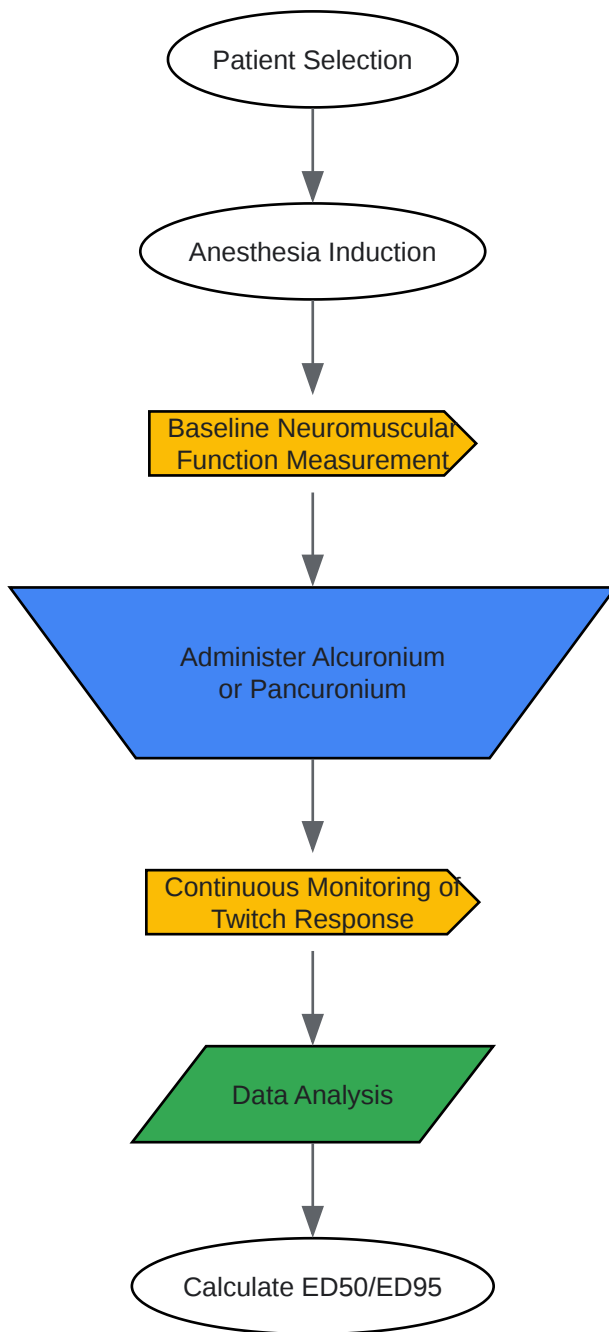 Patient Selection
Anesthesia Induction
Baseline Neuromuscular
Function Measurement
Administer Alcuronium
or Pancuronium
Continuous Monitoring of
Twitch Response
Data Analysis
Calculate ED50/ED95